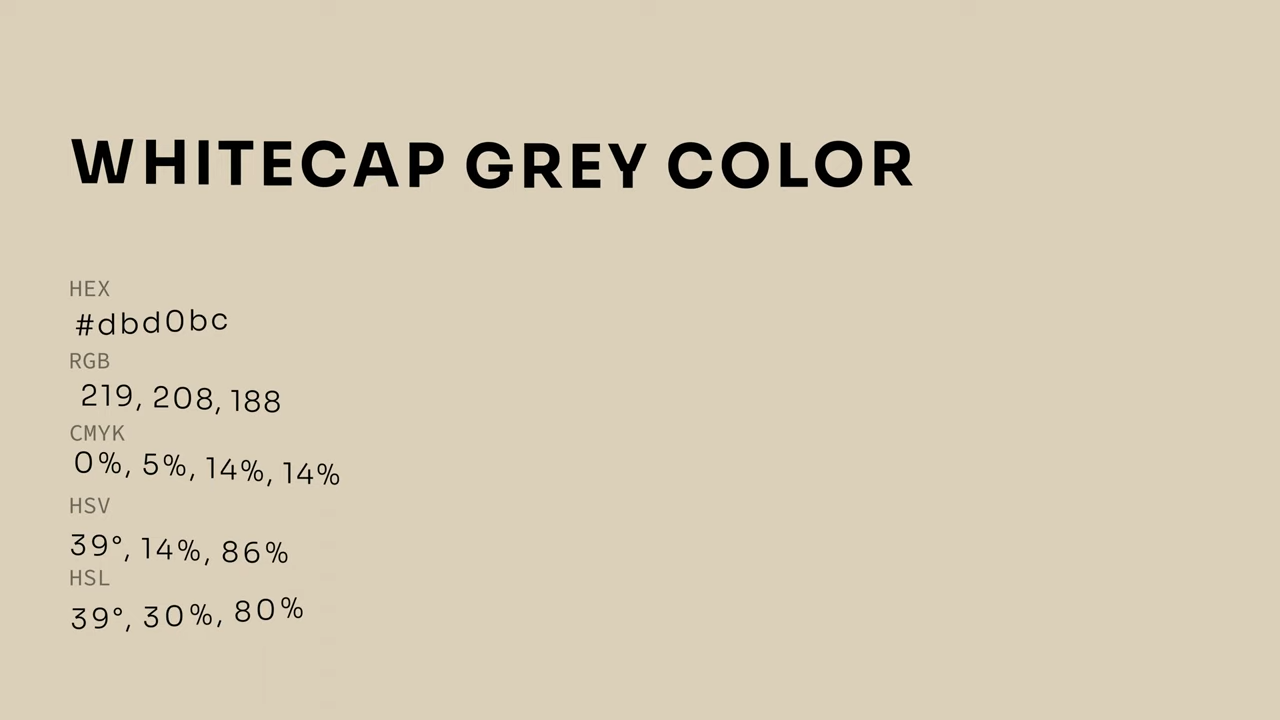 WHITECAP GREY COLOR
HEX
#dbd0bc
RGB
219, 208, 188
CMYK
0%, 5%, 14%, 14%
HSV
39°, 14%, 86%
HSL
39°, 30%, 80%